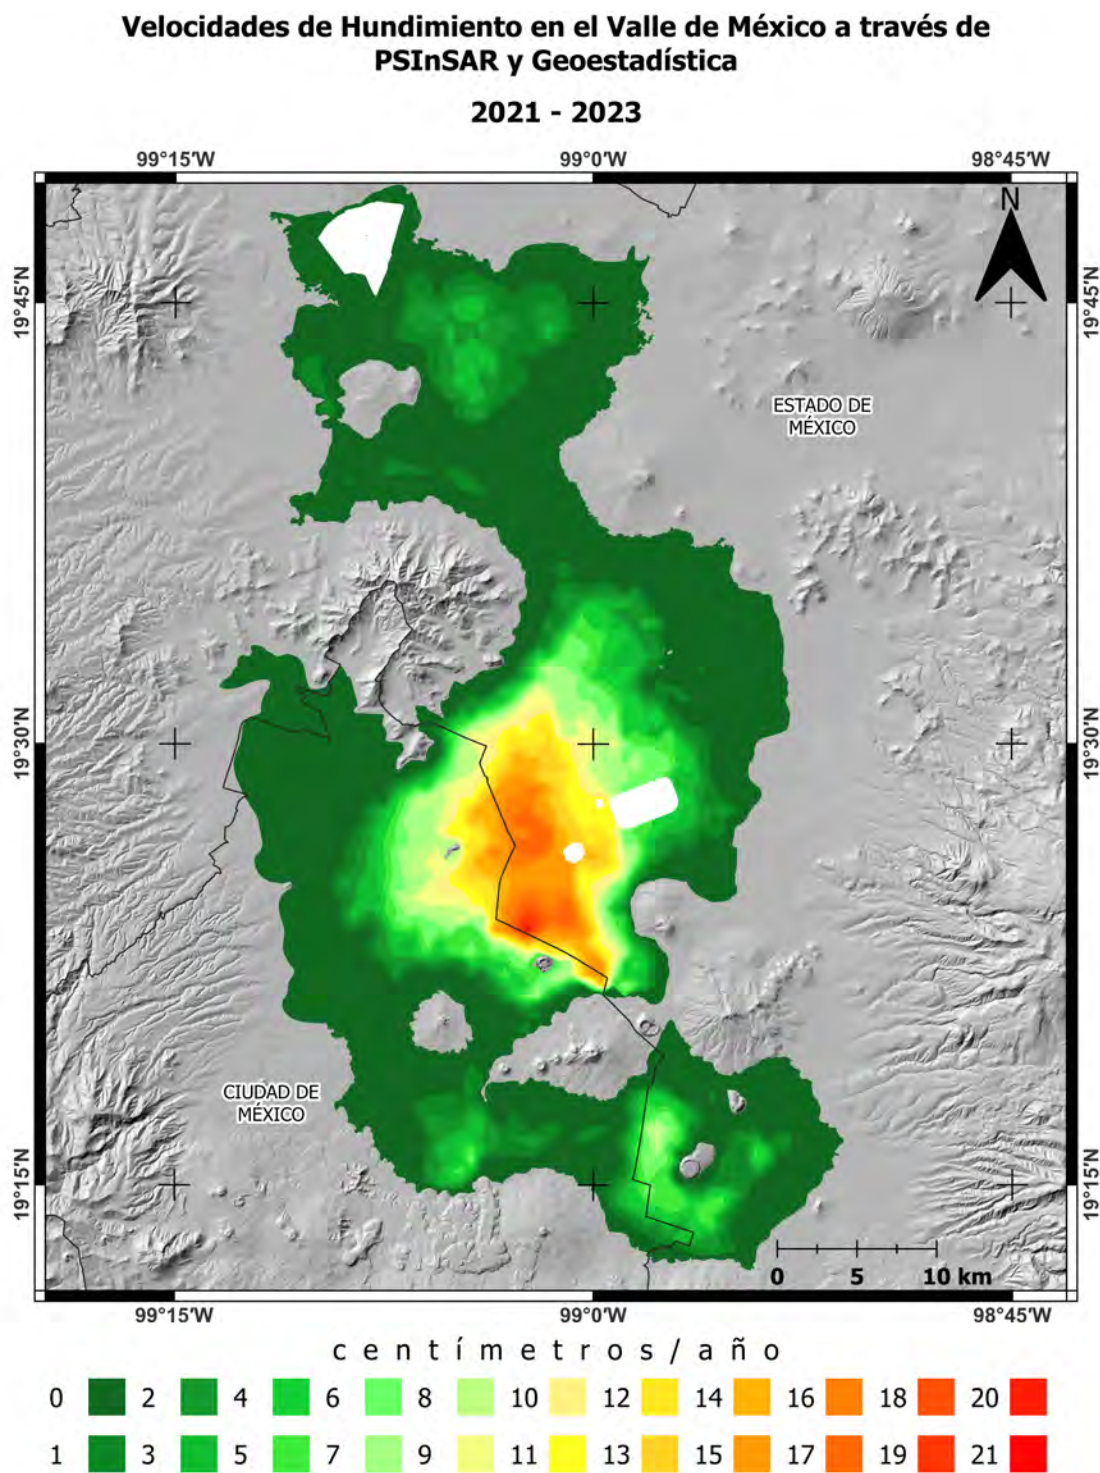 Velocidades de Hundimiento en el Valle de México a través de
PSInSAR y Geoestadística
2021 - 2023
99°15'W 99°0'W 98°45'W
N
19°45'N 19°45'N
ESTADO DE
MÉXICO
19°30'N 19°30'N
CIUDAD DE
MÉXICO
19°15'N 19°15'N
0 5 10 km
99°15'W 99°0'W 98°45'W
centímetros/año
0 2 4 6 8 10 12 14 16 18 20
1 3 5 7 9 11 13 15 17 19 21